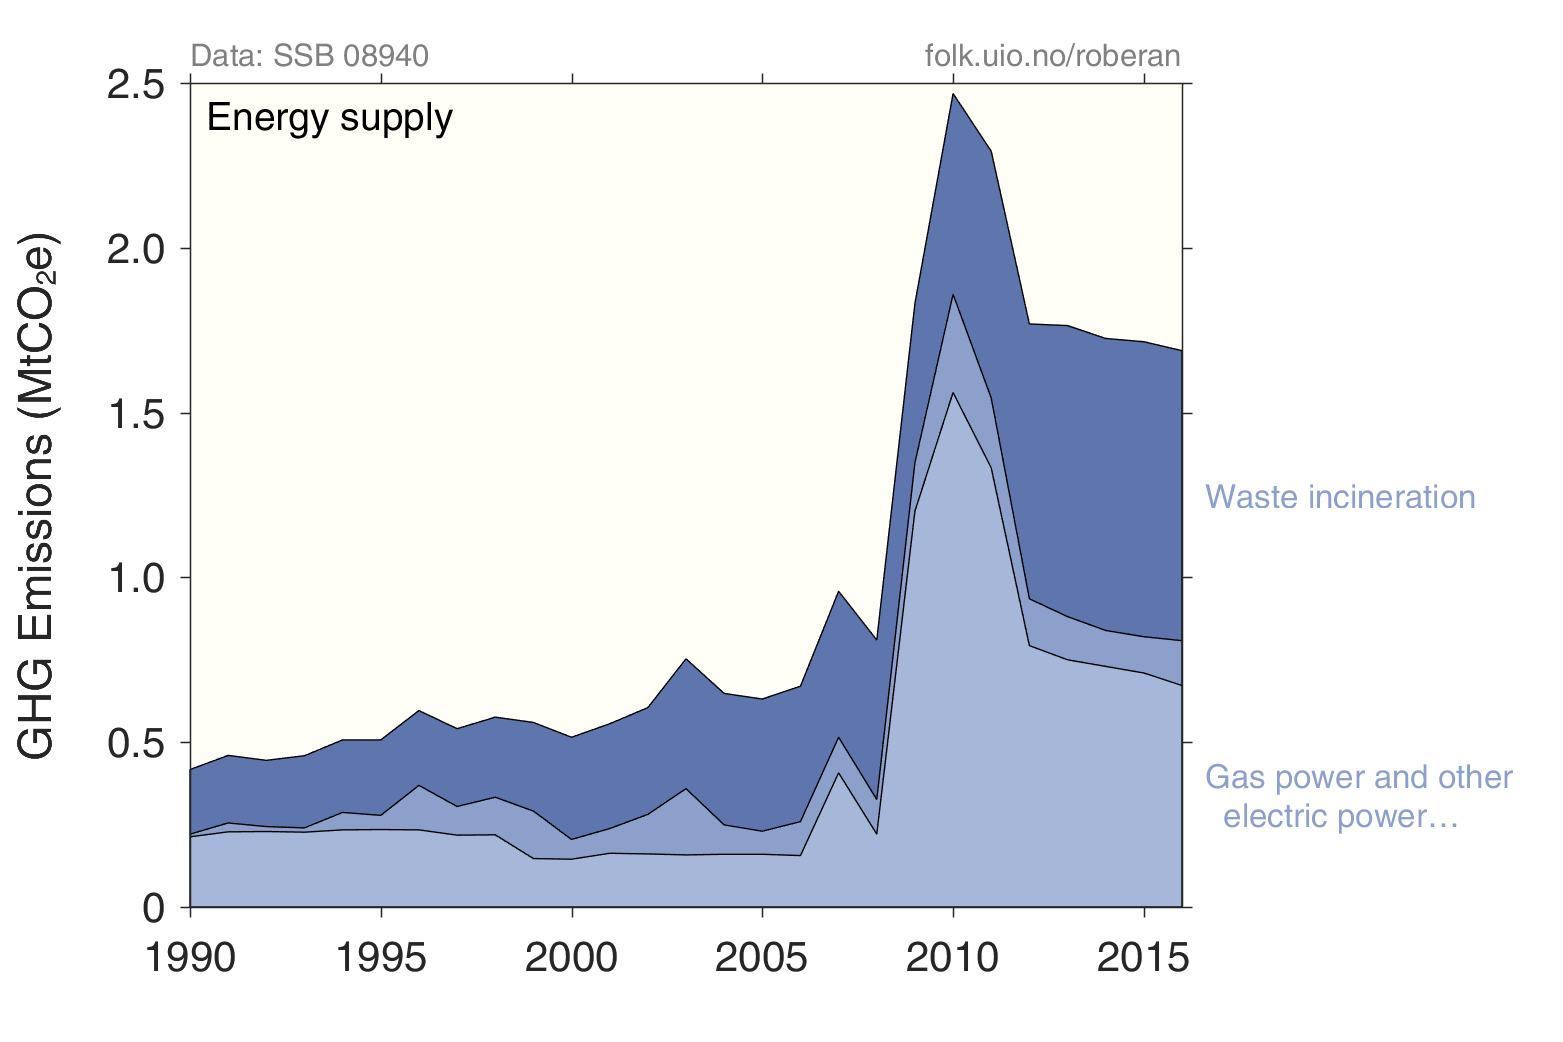 Data: SSB 08940
folk.uio.no/roberan
Energy supply
GHG Emissions (MtCO₂e)
2.5
2.0
1.5
1.0
0.5
0
1990
1995
2000
2005
2010
2015
Waste incineration
Gas power and other
electric power…